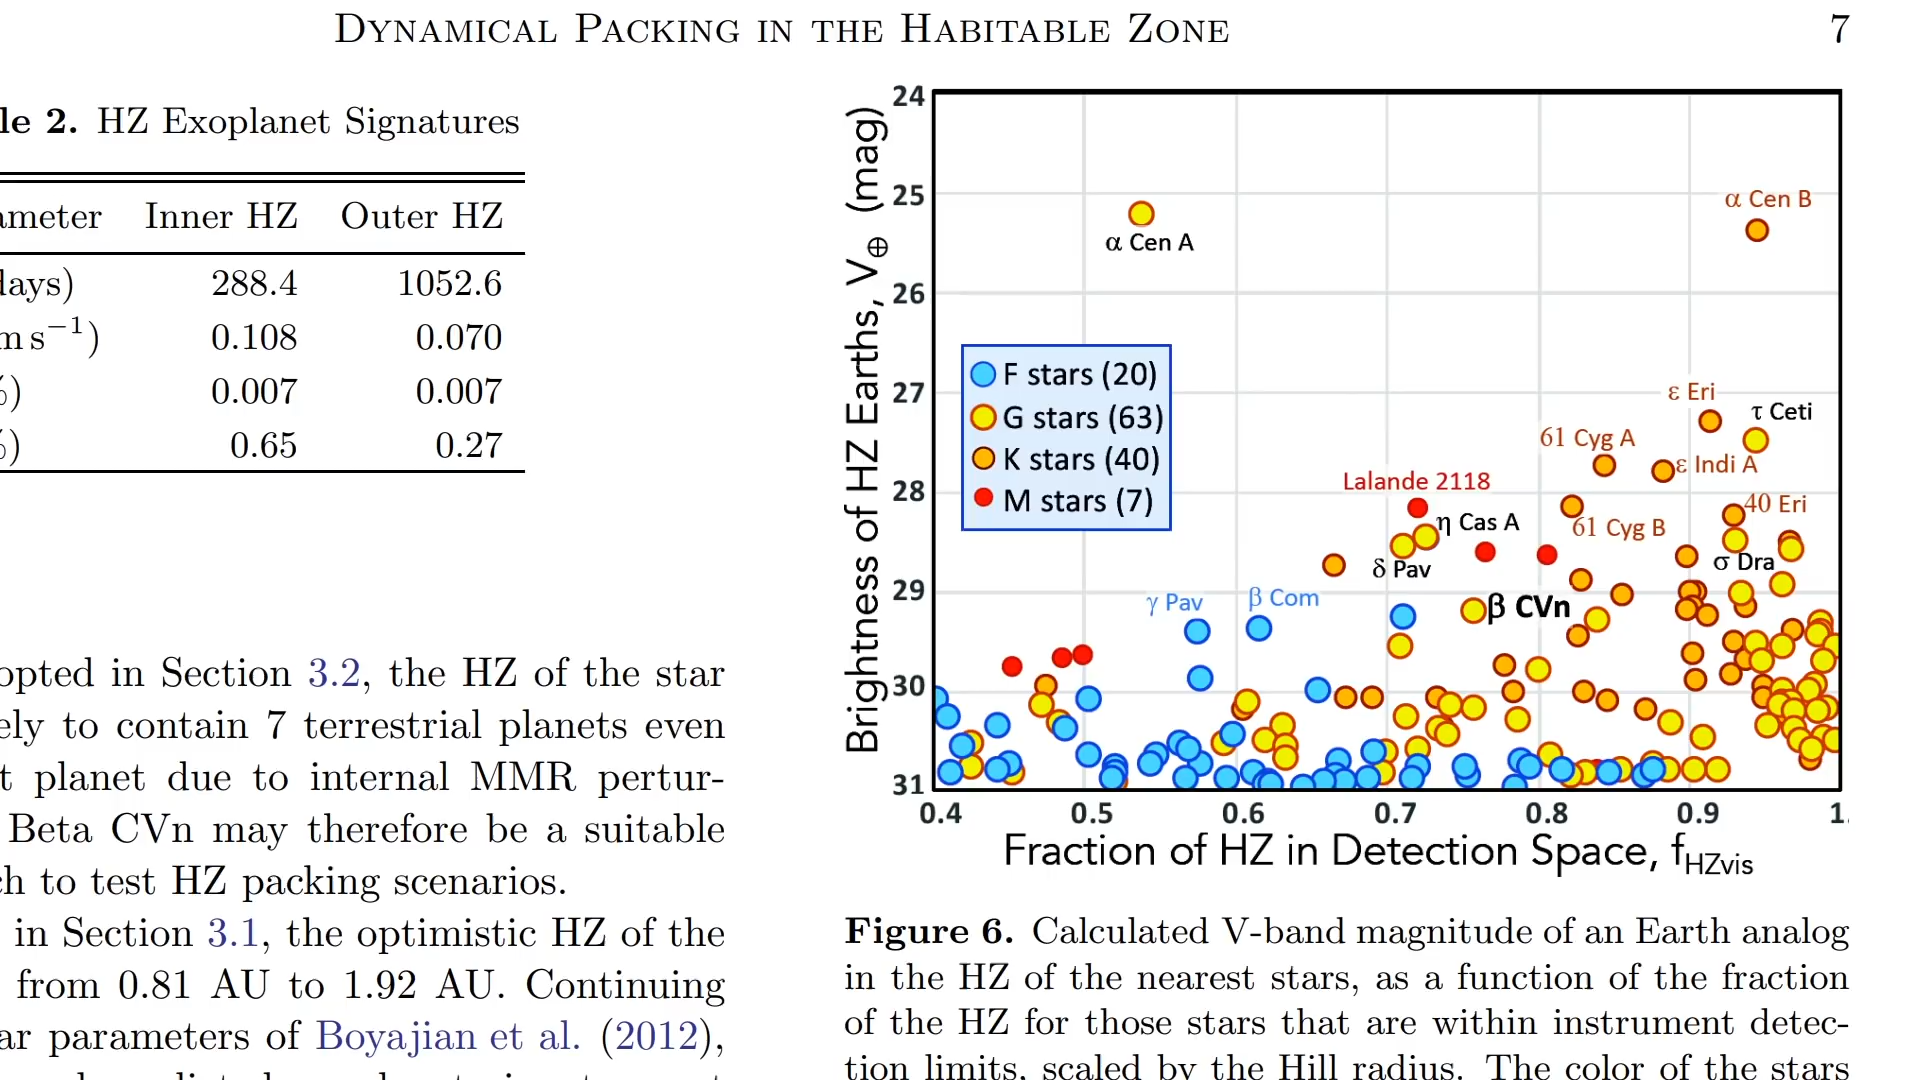 DYNAMICAL PACKING IN THE HABITABLE ZONE
7
le 2. HZ Exoplanet Signatures
ameter Inner HZ Outer HZ
days) 288.4 1052.6
m s−1) 0.108 0.070
%) 0.007 0.007
%) 0.65 0.27
opted in Section 3.2, the HZ of the star
ely to contain 7 terrestrial planets even
t planet due to internal MMR pertur-
Beta CVn may therefore be a suitable
ch to test HZ packing scenarios.
in Section 3.1, the optimistic HZ of the
from 0.81 AU to 1.92 AU. Continuing
ar parameters of Boyajian et al. (2012),
Brightness of HZ Earths, V⊕ (mag)
24
25
26
27
28
29
30
31
α Cen A
α Cen B
F stars (20)
G stars (63)
K stars (40)
M stars (7)
ε Eri
τ Ceti
61 Cyg A
ε Indi A
Lalande 2118
40 Eri
η Cas A
61 Cyg B
δ Pav
σ Dra
γ Pav
β Com
β CVn
0.4 0.5 0.6 0.7 0.8 0.9 1.
Fraction of HZ in Detection Space, fHZvis
Figure 6. Calculated V-band magnitude of an Earth analog
in the HZ of the nearest stars, as a function of the fraction
of the HZ for those stars that are within instrument detec-
tion limits, scaled by the Hill radius. The color of the stars